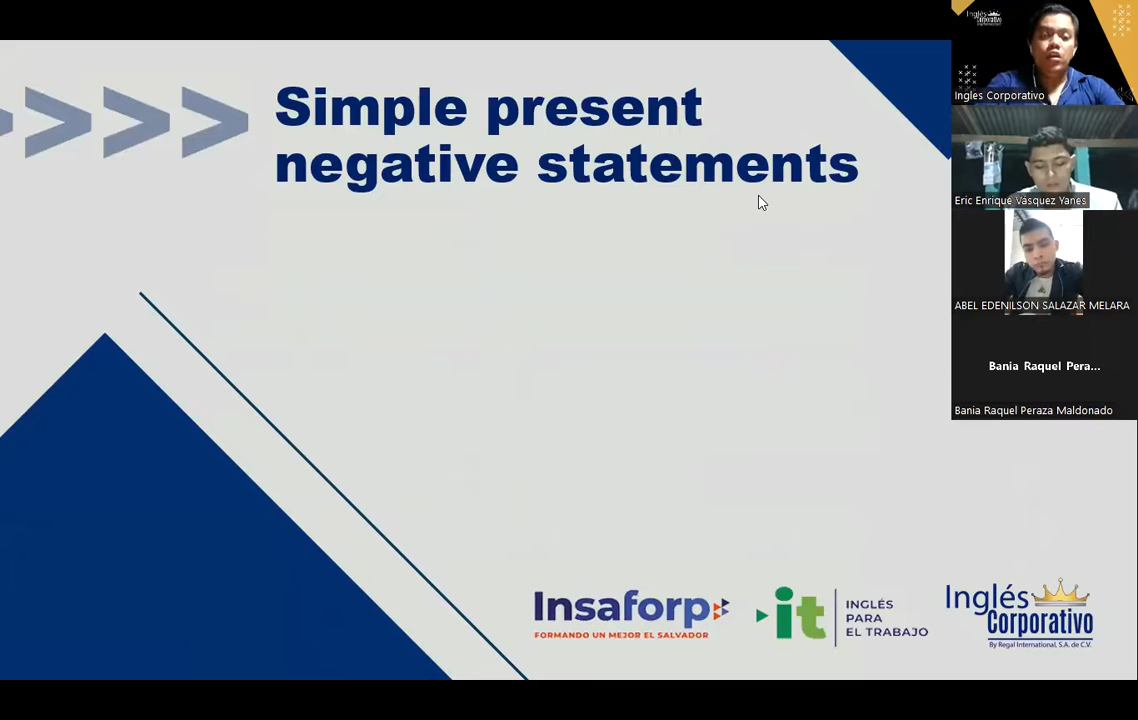 Simple present
negative statements
Inglés
Corporativo
Ingles Corporativo
Eric Enrique Vásquez Yanes
ABEL EDENILSON SALAZAR MELARA
Bania Raquel Pera...
Bania Raquel Peraza Maldonado
Insaforp
FORMANDO UN MEJOR EL SALVADOR
it
INGLÉS
PARA
EL TRABAJO
Inglés
Corporativo
By Regal International, S.A. de C.V.